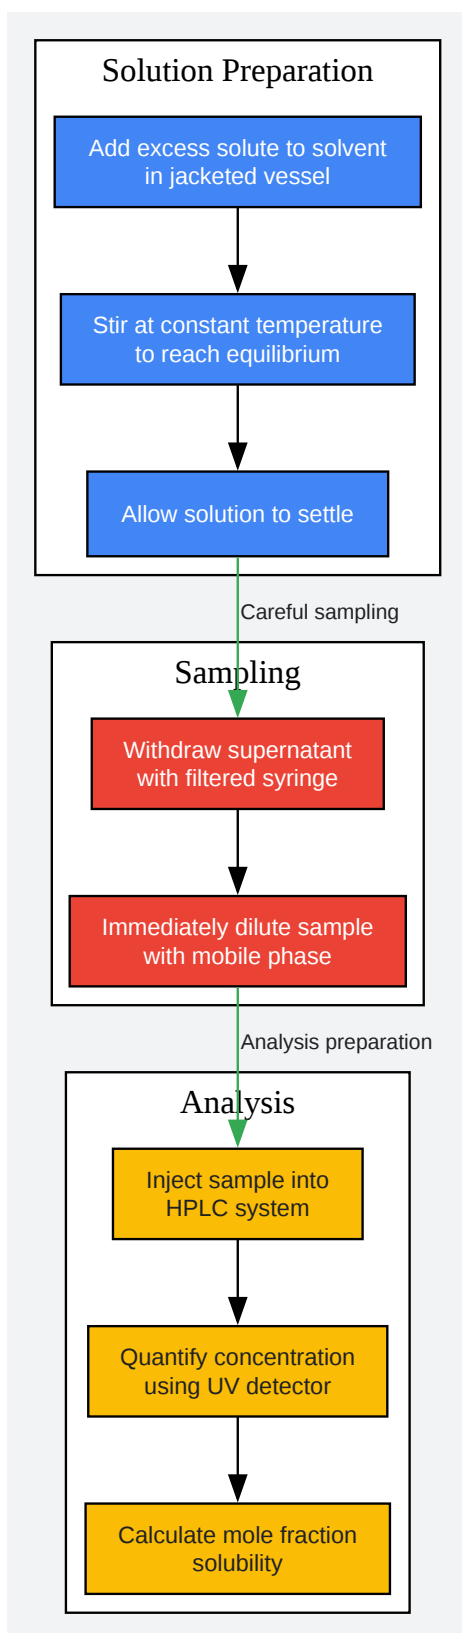 Solution Preparation
Add excess solute to solvent
in jacketed vessel
Stir at constant temperature
to reach equilibrium
Allow solution to settle
Careful sampling
Sampling
Withdraw supernatant
with filtered syringe
Immediately dilute sample
with mobile phase
Analysis preparation
Analysis
Inject sample into
HPLC system
Quantify concentration
using UV detector
Calculate mole fraction
solubility